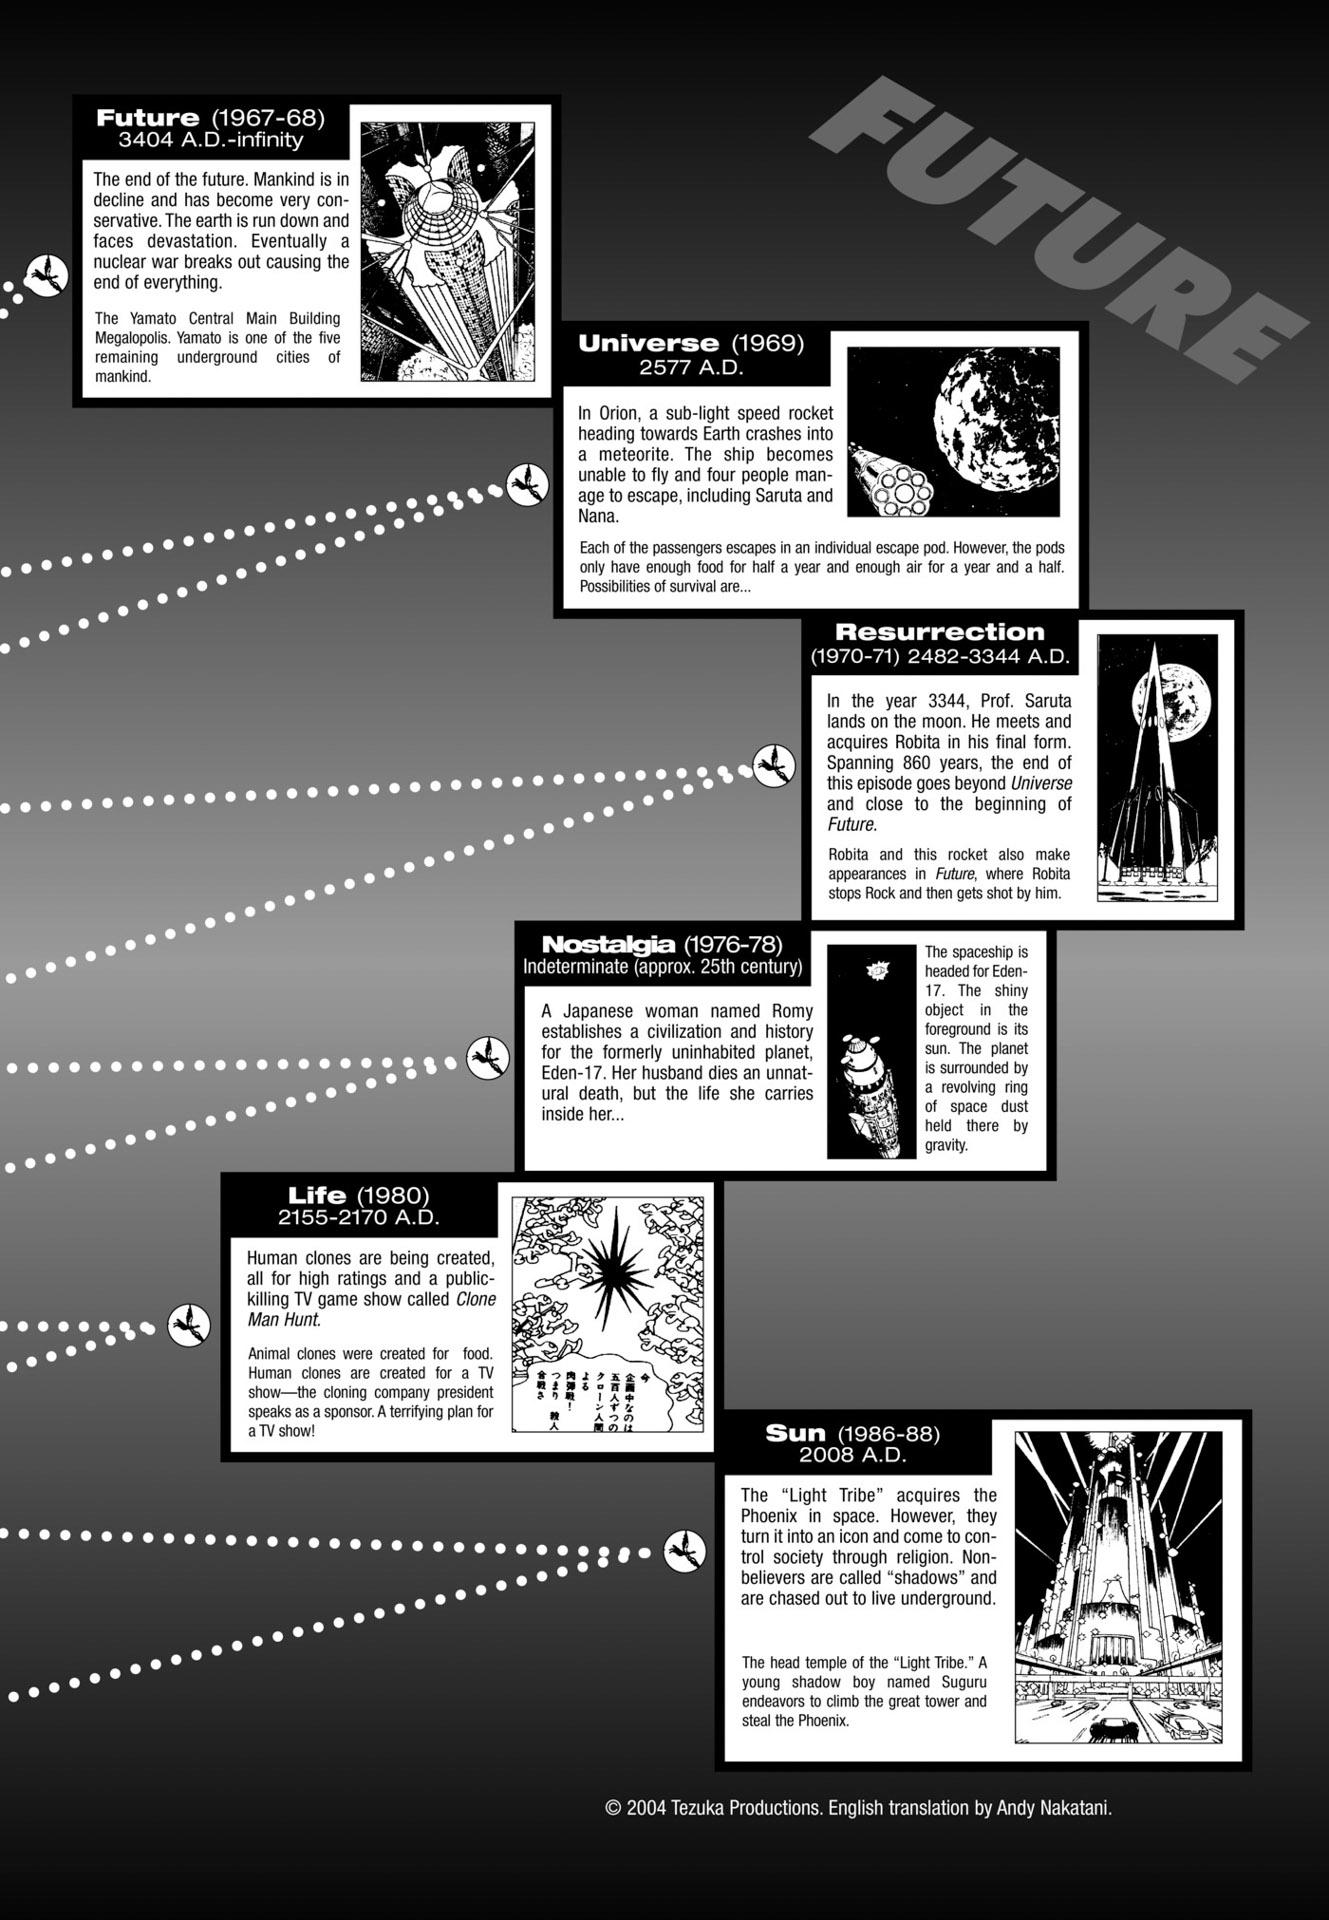 FUTURE
Future (1967-68)
3404 A.D.-infinity
The end of the future. Mankind is in
decline and has become very con-
servative. The earth is run down and
faces devastation. Eventually a
nuclear war breaks out causing the
end of everything.
The Yamato Central Main Building
Megalopolis. Yamato is one of the five
remaining underground cities of
mankind.
Universe (1969)
2577 A.D.
In Orion, a sub-light speed rocket
heading towards Earth crashes into
a meteorite. The ship becomes
unable to fly and four people man-
age to escape, including Saruta and
Nana.
Each of the passengers escapes in an individual escape pod. However, the pods
only have enough food for half a year and enough air for a year and a half.
Possibilities of survival are...
Resurrection
(1970-71) 2482-3344 A.D.
In the year 3344, Prof. Saruta
lands on the moon. He meets and
acquires Robita in his final form.
Spanning 860 years, the end of
this episode goes beyond Universe
and close to the beginning of
Future.
Robita and this rocket also make
appearances in Future, where Robita
stops Rock and then gets shot by him.
Nostalgia (1976-78)
Indeterminate (approx. 25th century)
A Japanese woman named Romy
establishes a civilization and history
for the formerly uninhabited planet,
Eden-17. Her husband dies an unnat-
ural death, but the life she carries
inside her...
The spaceship is
headed for Eden-
17. The shiny
object in the
foreground is its
sun. The planet
is surrounded by
a revolving ring
of space dust
held there by
gravity.
Life (1980)
2155-2170 A.D.
Human clones are being created,
all for high ratings and a public-
killing TV game show called Clone
Man Hunt.
Animal clones were created for food.
Human clones are created for a TV
show—the cloning company president
speaks as a sponsor. A terrifying plan for
a TV show!
今
企画中なのは
五百人ずつの
クローン人間
による
肉弾戦！
つまり 殺人
合戦さ
Sun (1986-88)
2008 A.D.
The “Light Tribe” acquires the
Phoenix in space. However, they
turn it into an icon and come to con-
trol society through religion. Non-
believers are called “shadows” and
are chased out to live underground.
The head temple of the “Light Tribe.” A
young shadow boy named Suguru
endeavors to climb the great tower and
steal the Phoenix.
© 2004 Tezuka Productions. English translation by Andy Nakatani.